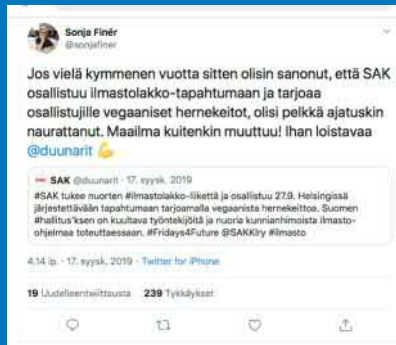 Sonja Finér
@sonjafiner
Jos vielä kymmenen vuotta sitten olisin sanonut, että SAK
osallistuu ilmastolakko-tapahtumaan ja tarjoaa
osallistujille vegaaniset hernekeitot, olisi pelkkä ajatuskin
naurattanut. Maailma kuitenkin muuttuu! Ihan loistavaa
@duunarit 💪
SAK @duunarit · 17. syysk. 2019
#SAK tukee nuorten #ilmastolakko-liikettä ja osallistuu 27.9. Helsingissä
järjestettävään tapahtumaan tarjoamalla vegaanista hernekeittoa. Suomen
#hallitus'ksen on kuultava työntekijöitä ja nuoria kunnianhimoista ilmasto-
ohjelmaa toteuttaessaan. #Fridays4Future @SAKKIry #ilmasto
4.14 ip. · 17. syysk. 2019 · Twitter for iPhone
19 Uudelleentwiittausta 239 Tykkäykset